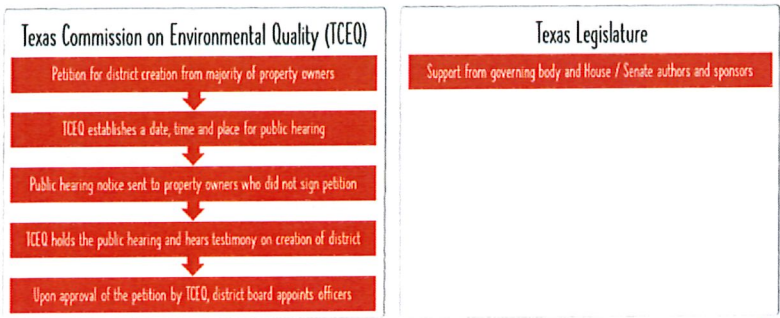 Texas Commission on Environmental Quality (TCEQ)
Petition for district creation from majority of property owners
TCEQ establishes a date, time and place for public hearing
Public hearing notice sent to property owners who did not sign petition
TCEQ holds the public hearing and hears testimony on creation of district
Upon approval of the petition by TCEQ, district board appoints officers
Texas Legislature
Support from governing body and House / Senate authors and sponsors